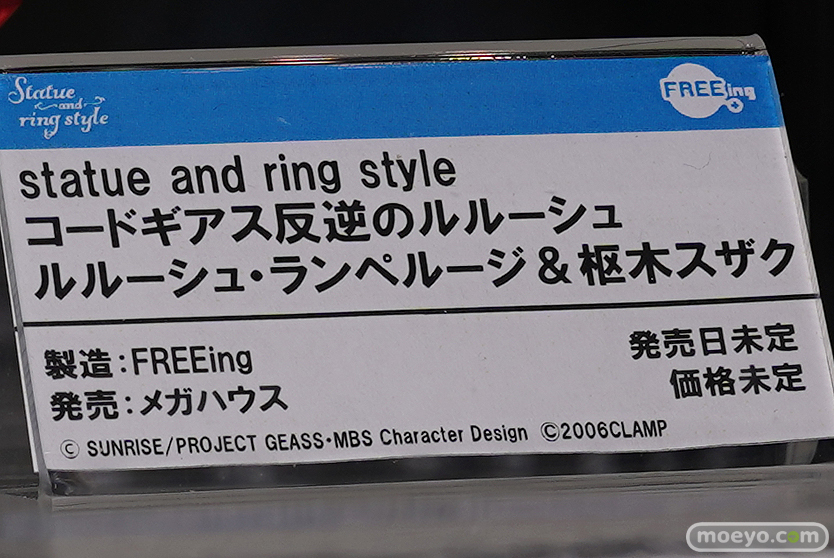 Statue
and
ring style
FREEing
statue and ring style
コードギアス反逆のルルーシュ
ルルーシュ・ランペルージ＆枢木スザク
製造：FREEing
発売日未定
発売：メガハウス
価格未定
© SUNRISE/PROJECT GEASS・MBS Character Design ©2006CLAMP
moeyo.com